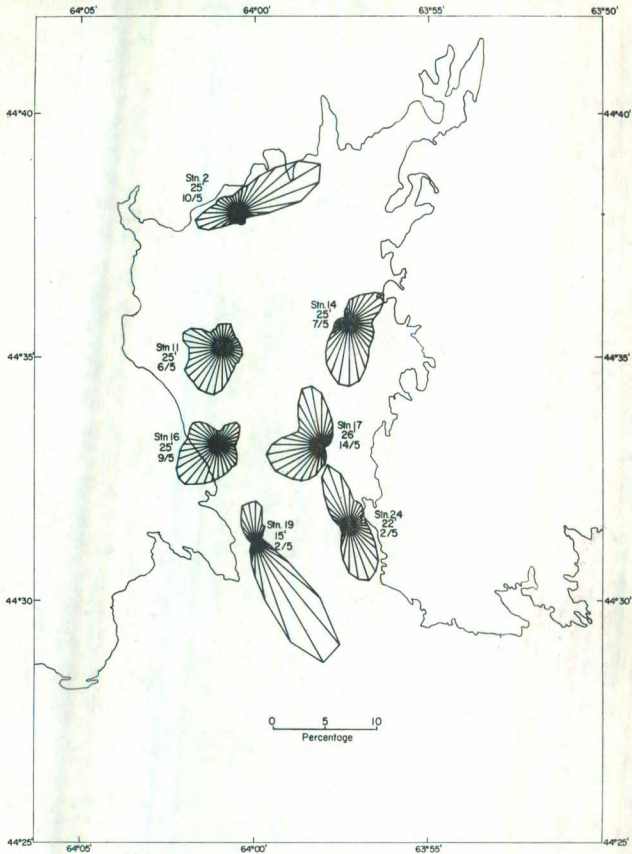 64°05' 64°00' 63°55' 63°50'
44°40' 44°40'
Stn. 2
25'
10/5
Stn. 14
25'
7/5
44°35' 44°35'
Stn 11
25'
6/5
Stn 17
26'
14/5
Stn 16
25'
9/5
Stn. 24
22'
2/5
Stn. 19
15'
2/5
44°30' 44°30'
0 5 10
Percentage
44°25' 44°25'
64°05' 64°00' 63°55'